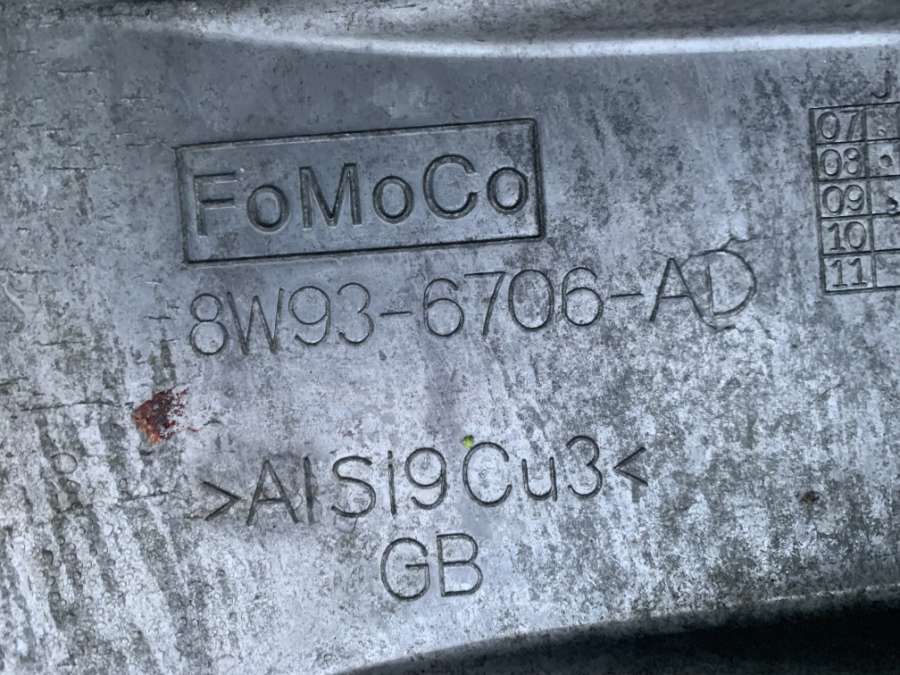 FoMoCo
8W93-6706-AD
>AlSi9Cu3<
GB
J
07
08
09
10
11